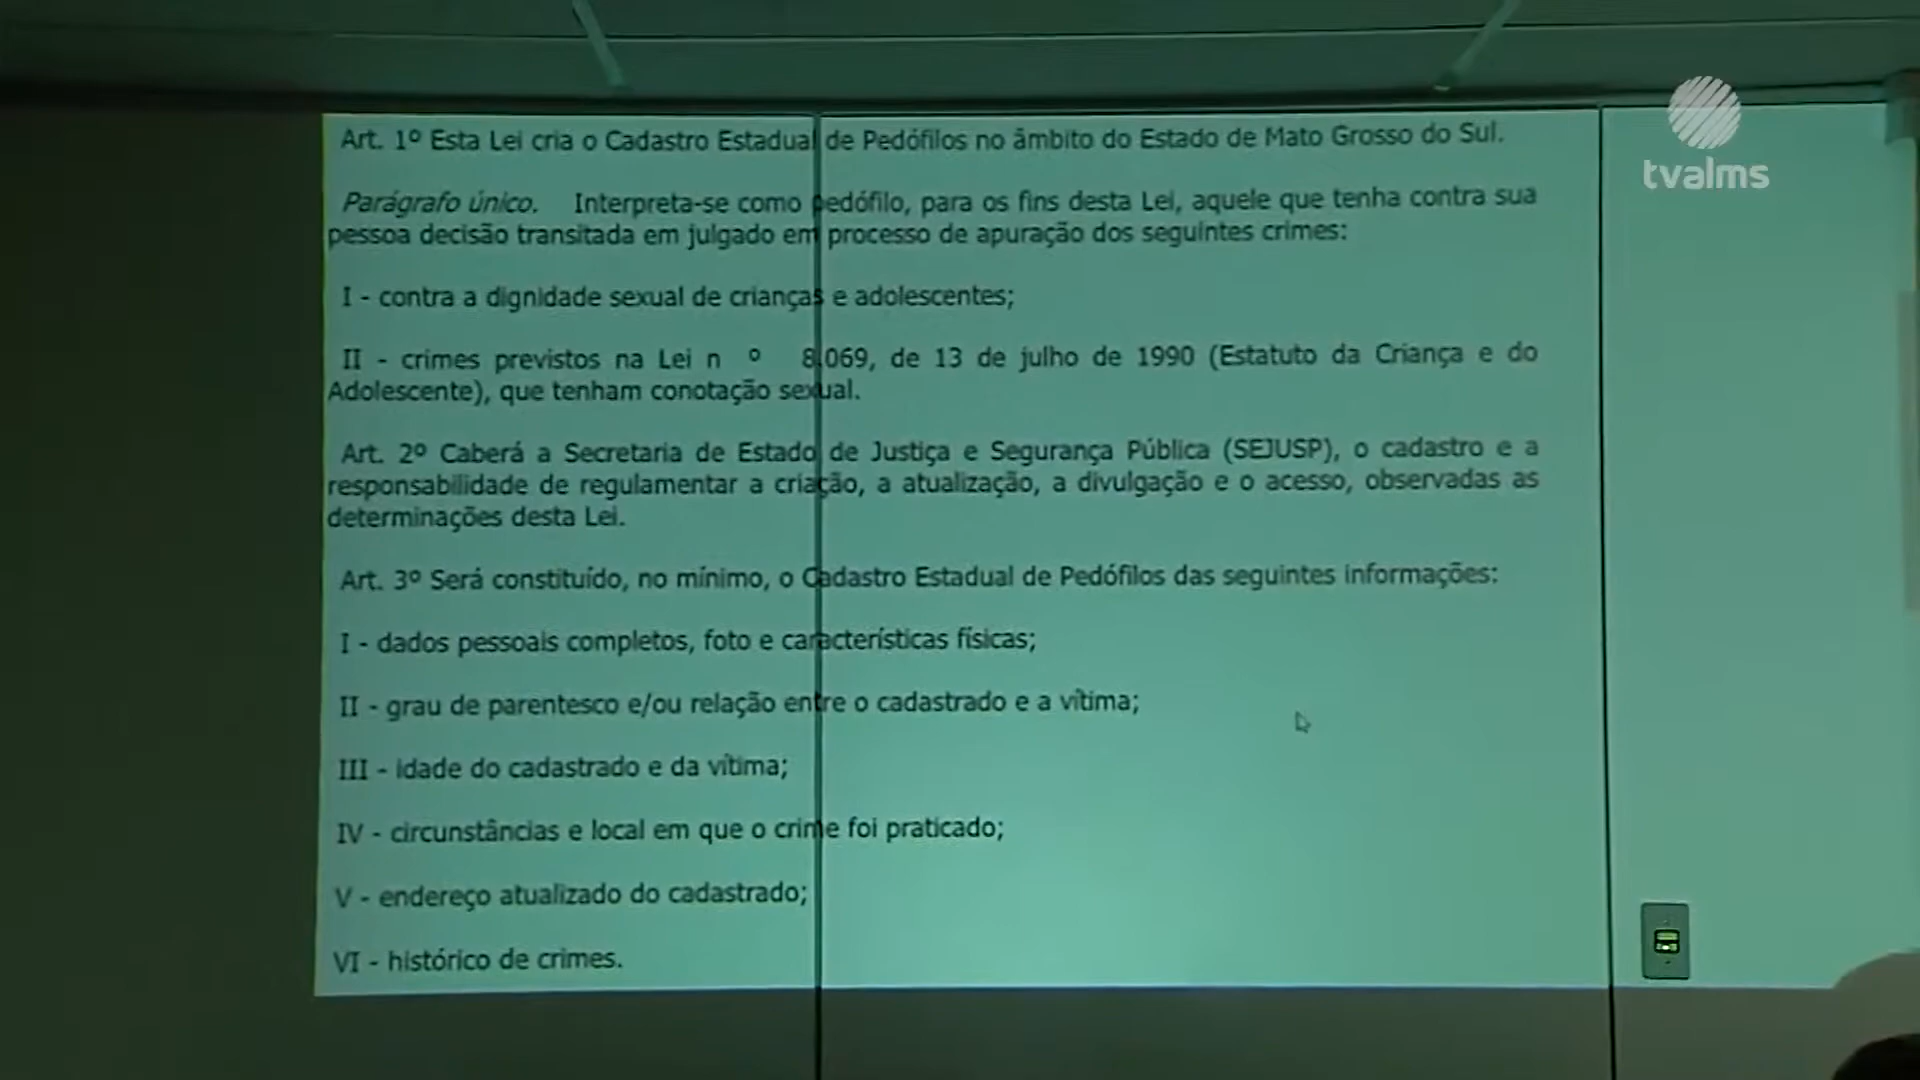 Art. 1º Esta Lei cria o Cadastro Estadual de Pedófilos no âmbito do Estado de Mato Grosso do Sul.
tvalms
Parágrafo único. Interpreta-se como pedófilo, para os fins desta Lei, aquele que tenha contra sua
pessoa decisão transitada em julgado em processo de apuração dos seguintes crimes:
I - contra a dignidade sexual de crianças e adolescentes;
II - crimes previstos na Lei n º 8.069, de 13 de julho de 1990 (Estatuto da Criança e do
Adolescente), que tenham conotação sexual.
Art. 2º Caberá a Secretaria de Estado de Justiça e Segurança Pública (SEJUSP), o cadastro e a
responsabilidade de regulamentar a criação, a atualização, a divulgação e o acesso, observadas as
determinações desta Lei.
Art. 3º Será constituído, no mínimo, o Cadastro Estadual de Pedófilos das seguintes informações:
I - dados pessoais completos, foto e características físicas;
II - grau de parentesco e/ou relação entre o cadastrado e a vítima;
III - idade do cadastrado e da vítima;
IV - circunstâncias e local em que o crime foi praticado;
V - endereço atualizado do cadastrado;
VI - histórico de crimes.